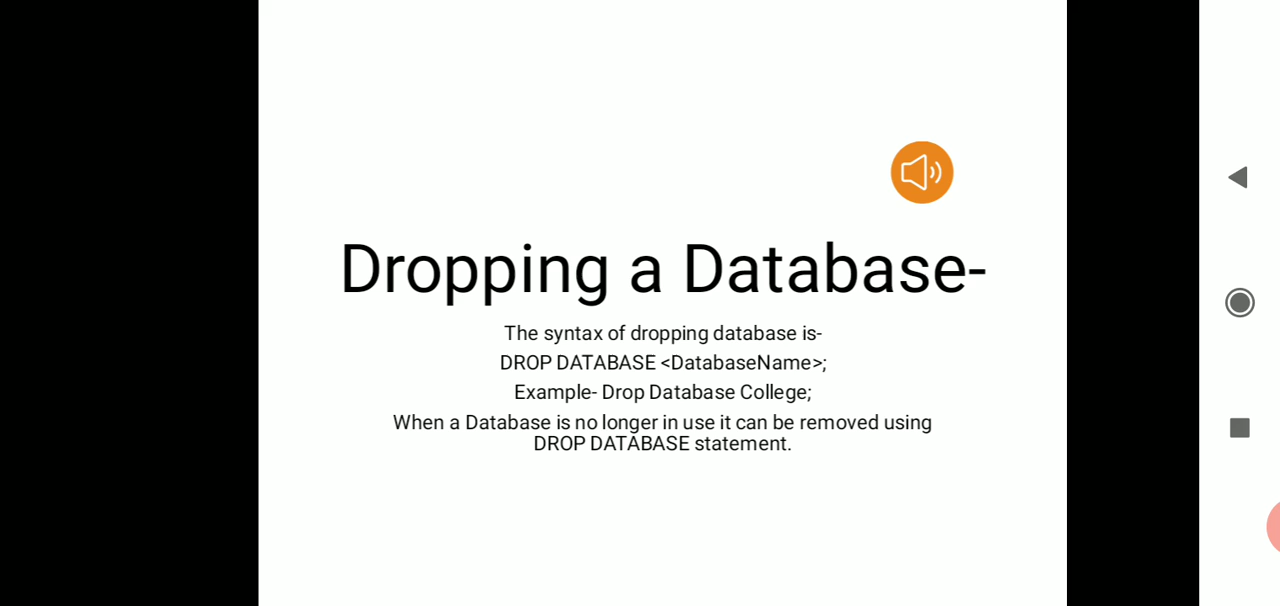 Dropping a Database-
The syntax of dropping database is-
DROP DATABASE <DatabaseName>;
Example- Drop Database College;
When a Database is no longer in use it can be removed using
DROP DATABASE statement.